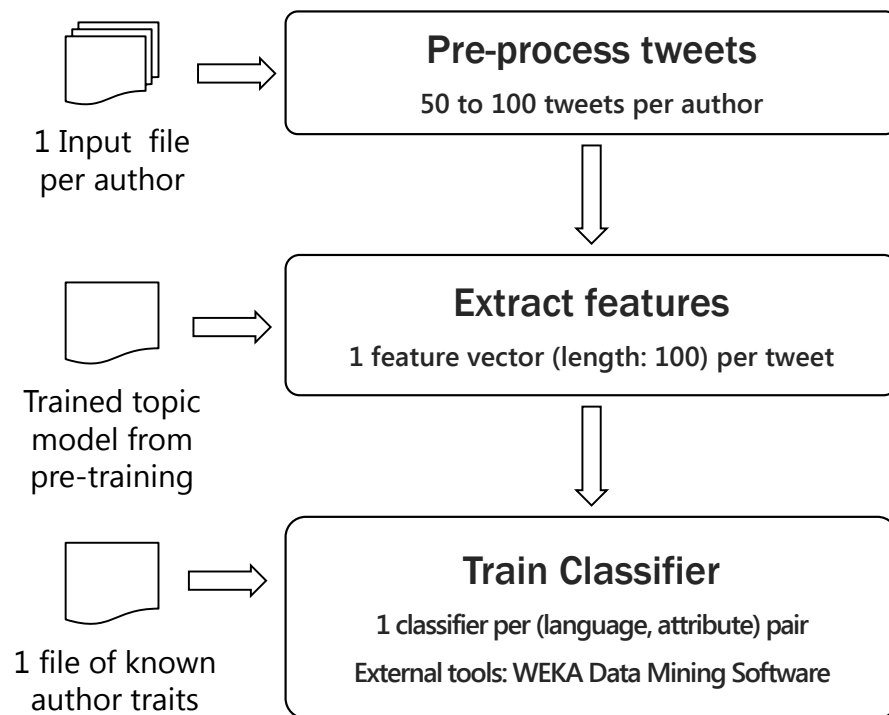 Pre-process tweets
50 to 100 tweets per author
1 Input file
per author
Extract features
1 feature vector (length: 100) per tweet
Trained topic
model from
pre-training
Train Classifier
1 classifier per (language, attribute) pair
External tools: WEKA Data Mining Software
1 file of known
author traits